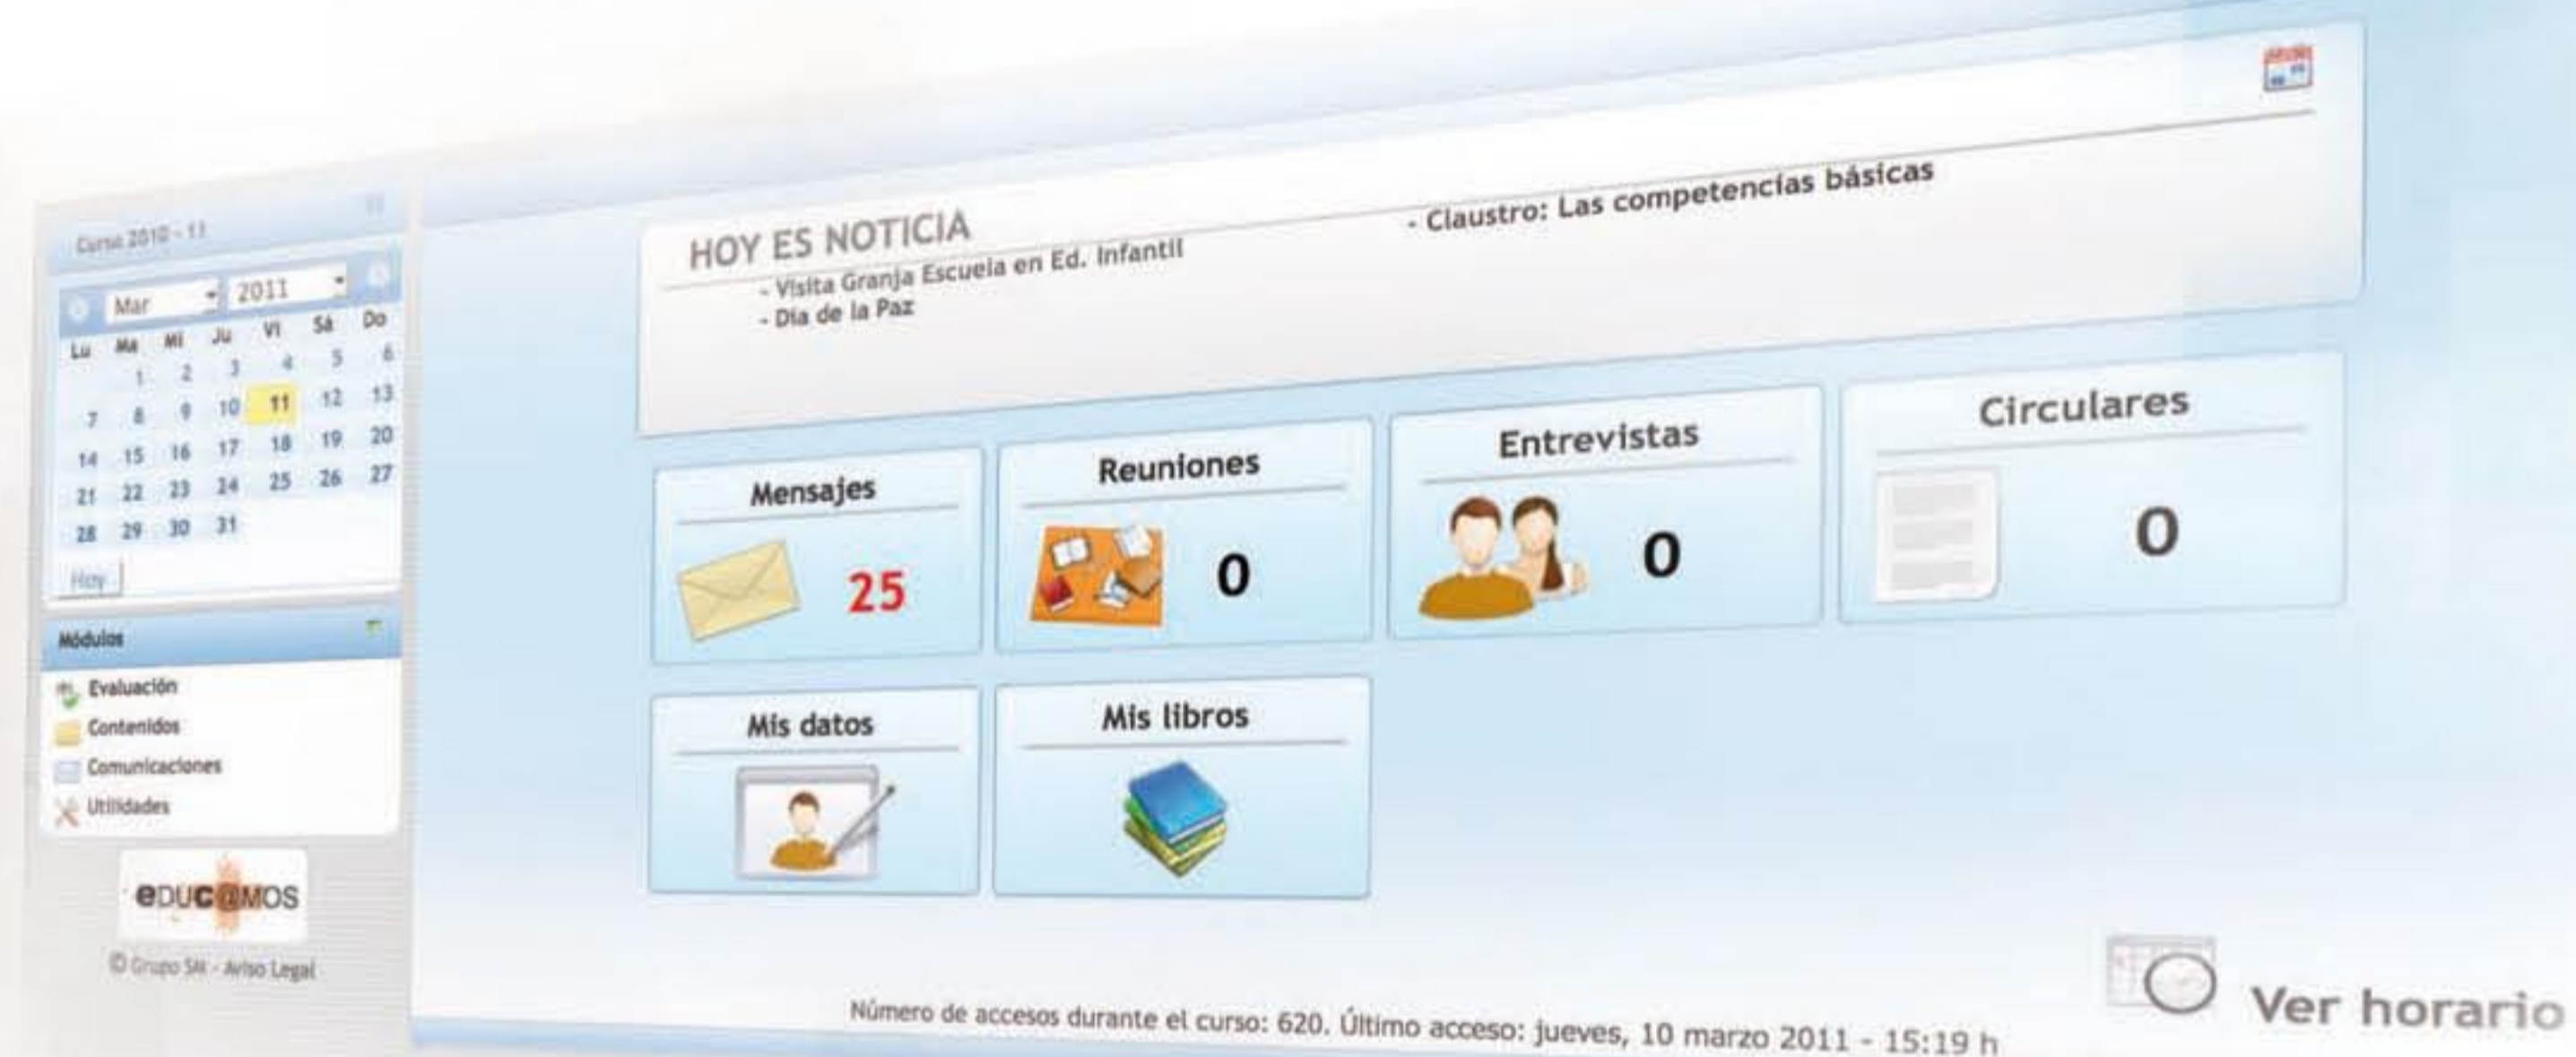 Curso 2010 - 11
Mar 2011
Lu Ma Mi Ju Vi Sá Do
1 2 3 4 5 6
7 8 9 10 11 12 13
14 15 16 17 18 19 20
21 22 23 24 25 26 27
28 29 30 31
Hoy
Módulos
Evaluación
Contenidos
Comunicaciones
Utilidades
eDUC@MOS
© Grupo SM - Aviso Legal
HOY ES NOTICIA
- Visita Granja Escuela en Ed. Infantil
- Día de la Paz
- Claustro: Las competencias básicas
Mensajes
25
Reuniones
0
Entrevistas
0
Circulares
0
Mis datos
Mis libros
Ver horario
Número de accesos durante el curso: 620. Último acceso: jueves, 10 marzo 2011 - 15:19 h